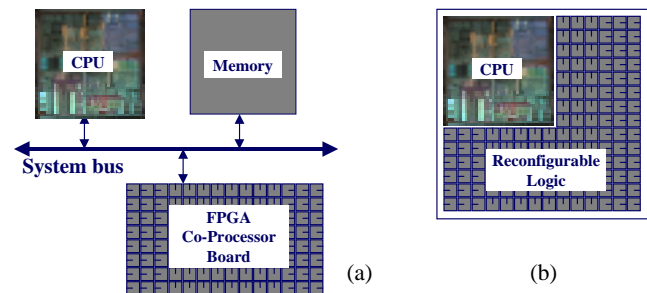 CPU
Memory
System bus
FPGA
Co-Processor
Board
(a)
CPU
Reconfigurable
Logic
(b)